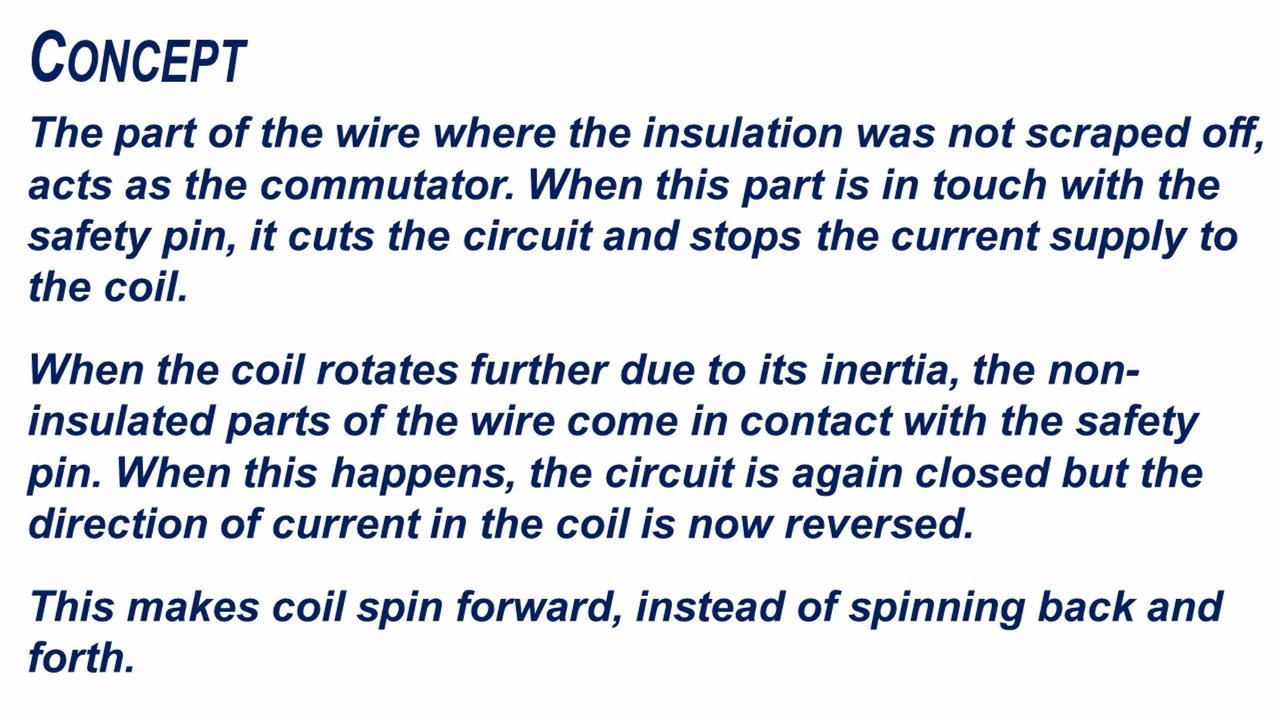 CONCEPT
The part of the wire where the insulation was not scraped off,
acts as the commutator. When this part is in touch with the
safety pin, it cuts the circuit and stops the current supply to
the coil.
When the coil rotates further due to its inertia, the non-
insulated parts of the wire come in contact with the safety
pin. When this happens, the circuit is again closed but the
direction of current in the coil is now reversed.
This makes coil spin forward, instead of spinning back and
forth.